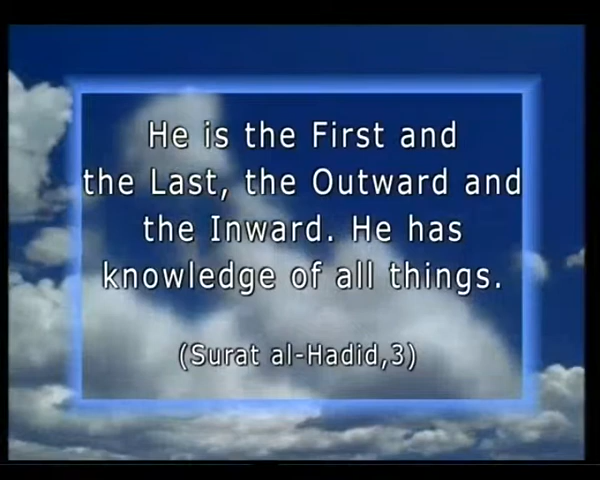 He is the First and
the Last, the Outward and
the Inward. He has
knowledge of all things.
(Surat al-Hadid,3)